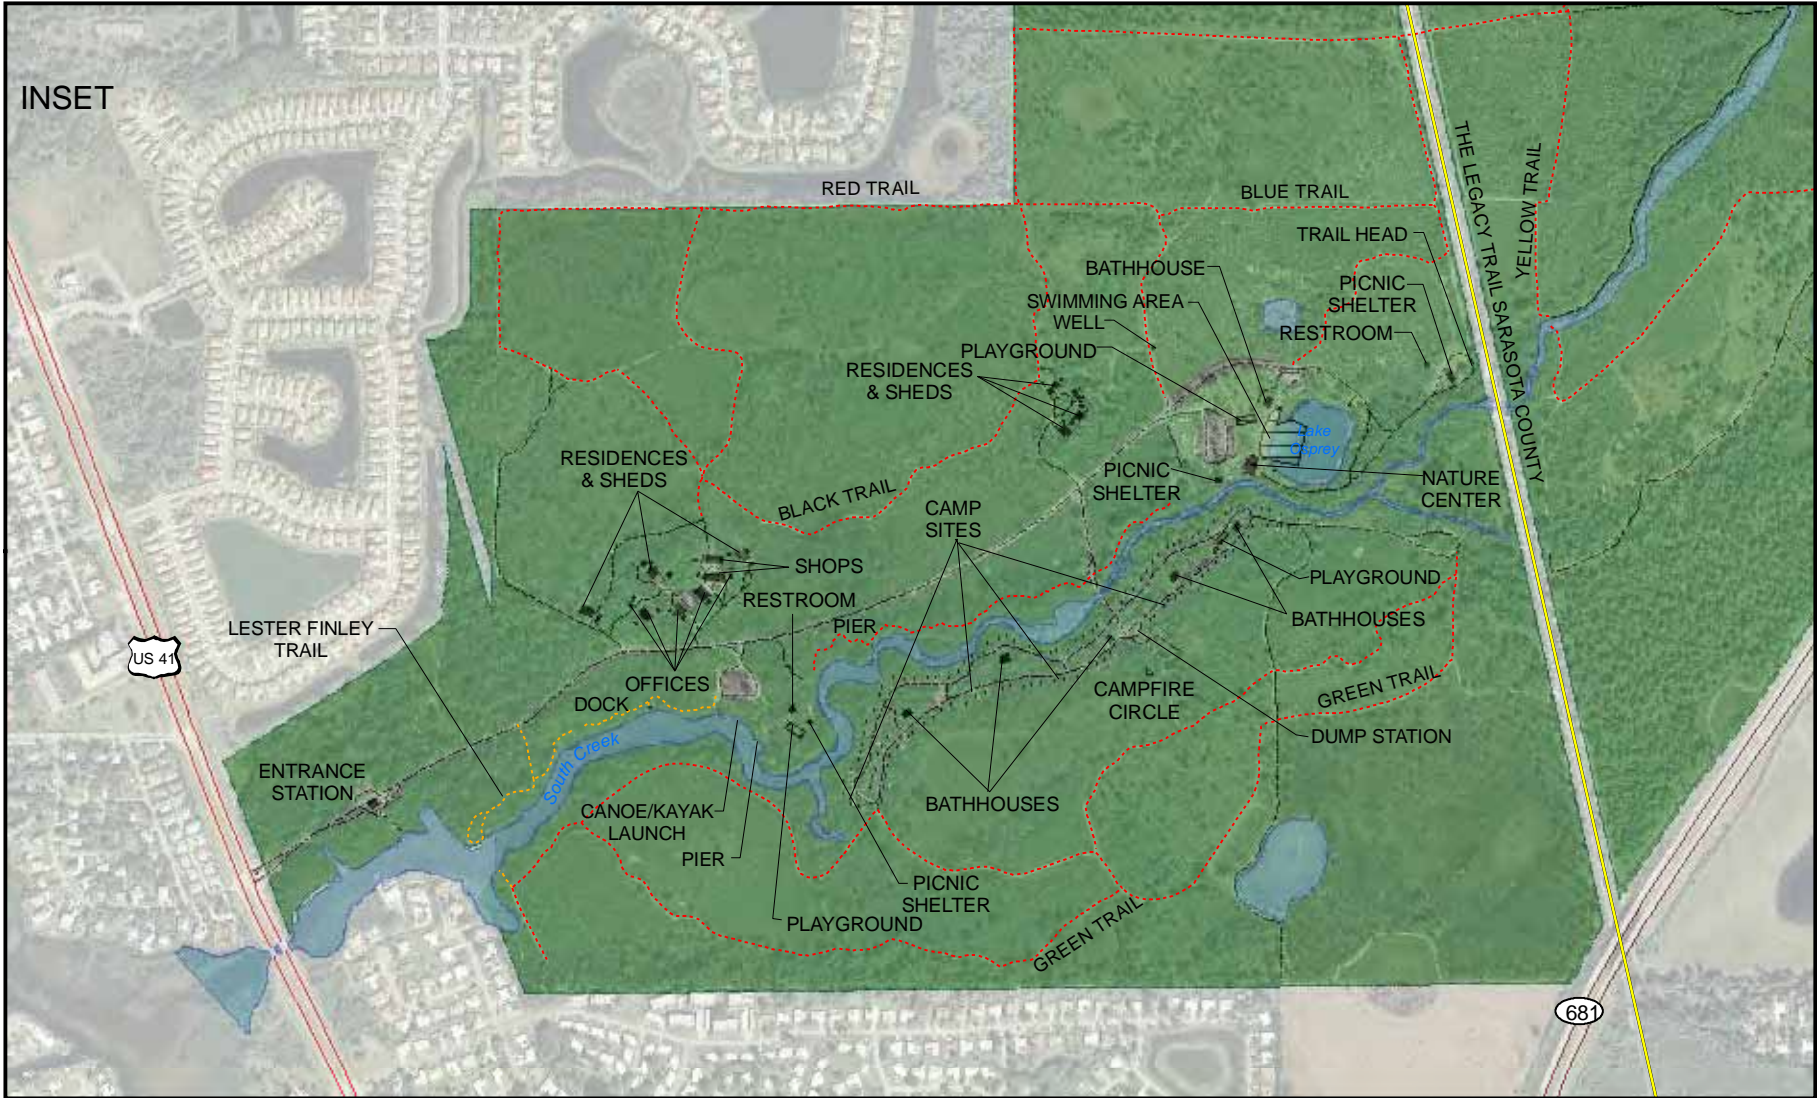 INSET
RED TRAIL
BLUE TRAIL
THE LEGACY TRAIL SARASOTA COUNTY
YELLOW TRAIL
TRAIL HEAD
BATHHOUSE
PICNIC
SHELTER
SWIMMING AREA
WELL
RESTROOM
PLAYGROUND
RESIDENCES
& SHEDS
Lake
Osprey
RESIDENCES
& SHEDS
PICNIC
SHELTER
NATURE
CENTER
BLACK TRAIL
CAMP
SITES
SHOPS
PLAYGROUND
RESTROOM
BATHHOUSES
PIER
LESTER FINLEY
TRAIL
US 41
OFFICES
CAMPFIRE
CIRCLE
GREEN TRAIL
DOCK
DUMP STATION
South Creek
ENTRANCE
STATION
BATHHOUSES
CANOE/KAYAK
LAUNCH
PIER
PICNIC
SHELTER
PLAYGROUND
GREEN TRAIL
681